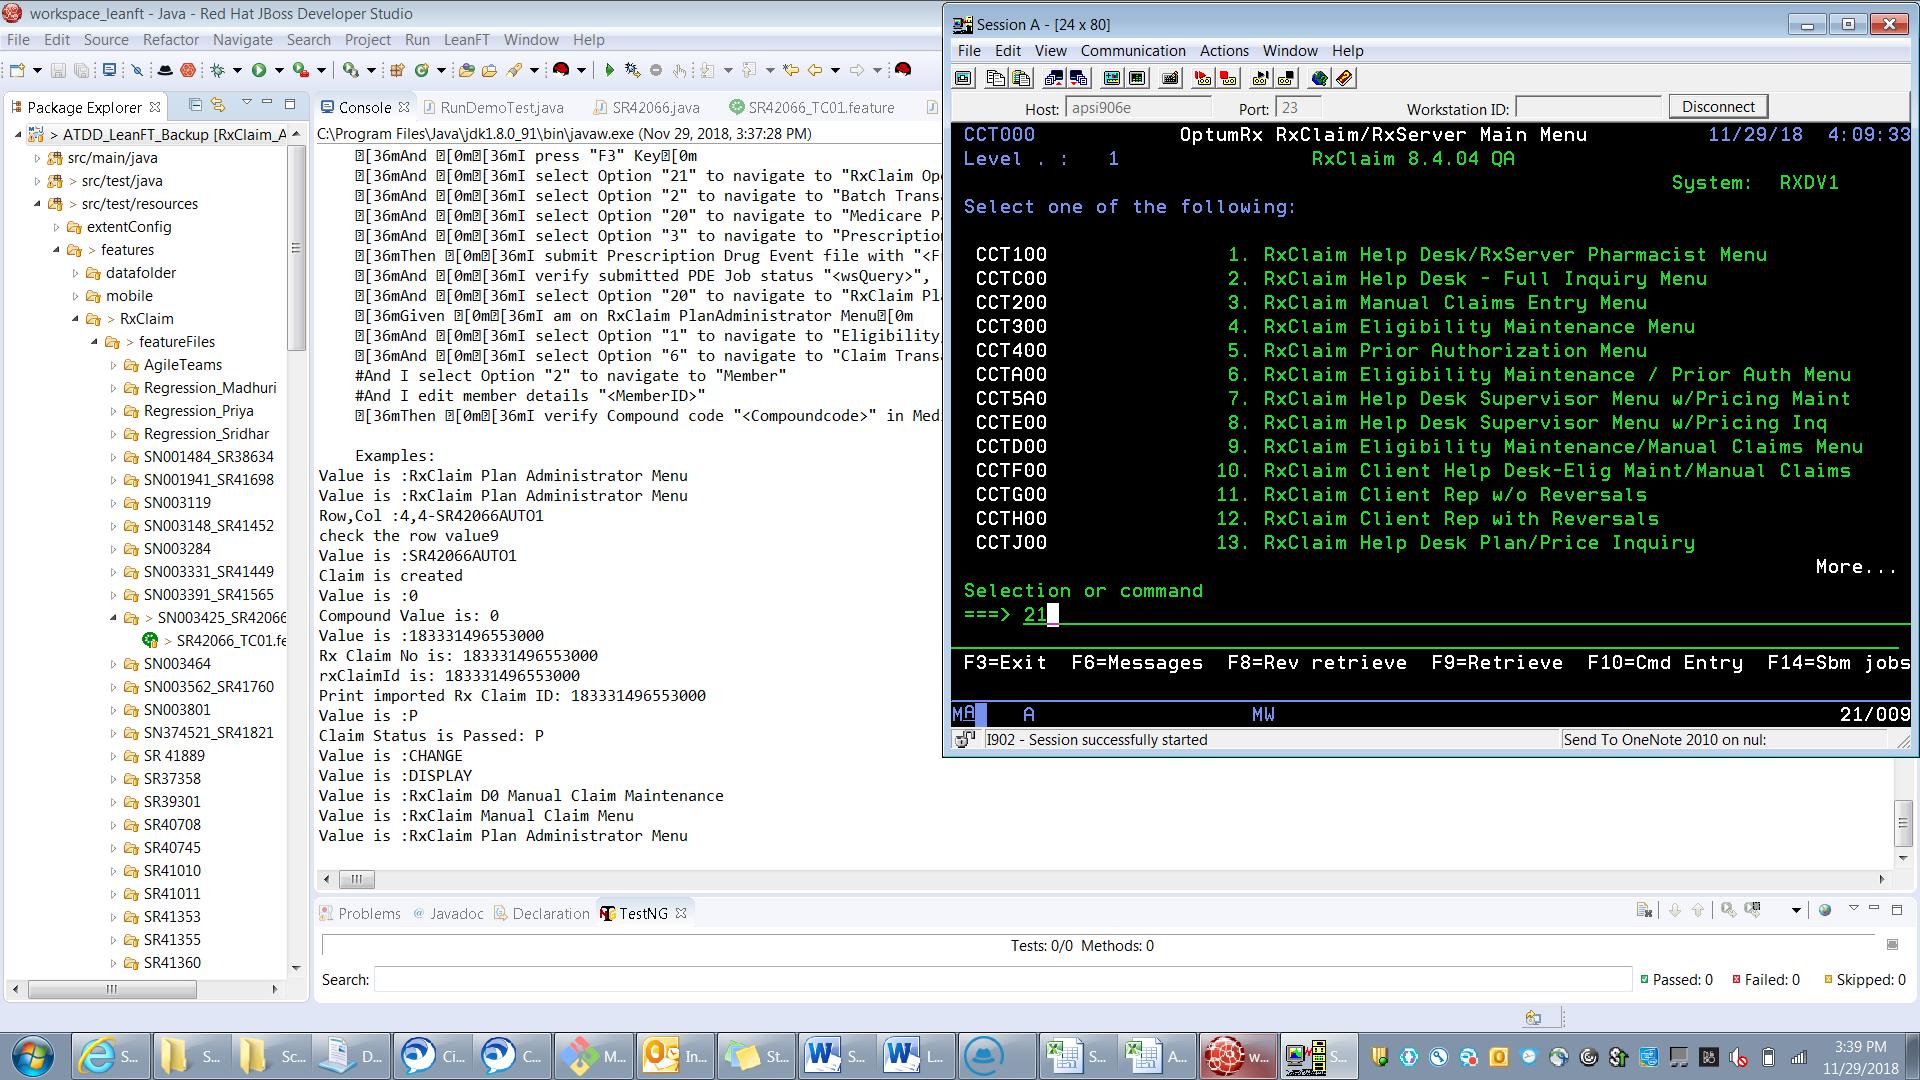 workspace_leanft - Java - Red Hat JBoss Developer Studio
File Edit Source Refactor Navigate Search Project Run LeanFT Window Help
Package Explorer
> ATDD_LeanFT_Backup [RxClaim_A
src/main/java
> src/test/java
> src/test/resources
extentConfig
> features
datafolder
mobile
> RxClaim
> featureFiles
AgileTeams
Regression_Madhuri
Regression_Priya
Regression_Sridhar
SN001484_SR38634
SN001941_SR41698
SN003119
SN003148_SR41452
SN003284
SN003331_SR41449
SN003391_SR41565
> SN003425_SR42066
> SR42066_TC01.fe
SN003464
SN003562_SR41760
SN003801
SN374521_SR41821
SR 41889
SR37358
SR39301
SR40708
SR40745
SR41010
SR41011
SR41353
SR41355
SR41360
Console RunDemoTest.java SR42066.java SR42066_TC01.feature
C:\Program Files\Java\jdk1.8.0_91\bin\javaw.exe (Nov 29, 2018, 3:37:28 PM)
[36mAnd [0m[36mI press "F3" Key[0m
[36mAnd [0m[36mI select Option "21" to navigate to "RxClaim Ope
[36mAnd [0m[36mI select Option "2" to navigate to "Batch Transa
[36mAnd [0m[36mI select Option "20" to navigate to "Medicare Pa
[36mAnd [0m[36mI select Option "3" to navigate to "Prescription
[36mThen [0m[36mI submit Prescription Drug Event file with "<F
[36mAnd [0m[36mI verify submitted PDE Job status "<wsQuery>",
[36mAnd [0m[36mI select Option "20" to navigate to "RxClaim Pla
[36mGiven [0m[36mI am on RxClaim PlanAdministrator Menu[0m
[36mAnd [0m[36mI select Option "1" to navigate to "Eligibility,
[36mAnd [0m[36mI select Option "6" to navigate to "Claim Transa
#And I select Option "2" to navigate to "Member"
#And I edit member details "<MemberID>"
[36mThen [0m[36mI verify Compound code "<Compoundcode>" in Med
Examples:
Value is :RxClaim Plan Administrator Menu
Value is :RxClaim Plan Administrator Menu
Row,Col :4,4-SR42066AUTO1
check the row value9
Value is :SR42066AUTO1
Claim is created
Value is :0
Compound Value is: 0
Value is :183331496553000
Rx Claim No is: 183331496553000
rxClaimId is: 183331496553000
Print imported Rx Claim ID: 183331496553000
Value is :P
Claim Status is Passed: P
Value is :CHANGE
Value is :DISPLAY
Value is :RxClaim D0 Manual Claim Maintenance
Value is :RxClaim Manual Claim Menu
Value is :RxClaim Plan Administrator Menu
Problems Javadoc Declaration TestNG
Tests: 0/0 Methods: 0
Search: Passed: 0 Failed: 0 Skipped: 0
Session A - [24 x 80]
File Edit View Communication Actions Window Help
Host: apsi906e Port: 23 Workstation ID: Disconnect
CCT000 OptumRx RxClaim/RxServer Main Menu 11/29/18 4:09:33
Level . : 1 RxClaim 8.4.04 QA
System: RXDV1
Select one of the following:
CCT100 1. RxClaim Help Desk/RxServer Pharmacist Menu
CCTC00 2. RxClaim Help Desk - Full Inquiry Menu
CCT200 3. RxClaim Manual Claims Entry Menu
CCT300 4. RxClaim Eligibility Maintenance Menu
CCT400 5. RxClaim Prior Authorization Menu
CCTA00 6. RxClaim Eligibility Maintenance / Prior Auth Menu
CCT5A0 7. RxClaim Help Desk Supervisor Menu w/Pricing Maint
CCTE00 8. RxClaim Help Desk Supervisor Menu w/Pricing Inq
CCTD00 9. RxClaim Eligibility Maintenance/Manual Claims Menu
CCTF00 10. RxClaim Client Help Desk-Elig Maint/Manual Claims
CCTG00 11. RxClaim Client Rep w/o Reversals
CCTH00 12. RxClaim Client Rep with Reversals
CCTJ00 13. RxClaim Help Desk Plan/Price Inquiry
More...
Selection or command
===> 21
F3=Exit F6=Messages F8=Rev retrieve F9=Retrieve F10=Cmd Entry F14=Sbm jobs
MA A MW 21/009
I902 - Session successfully started Send To OneNote 2010 on nul:
S... S... Sc... D... Ci... C... M... In... St... S... L... S... A... w... S...
3:39 PM
11/29/2018